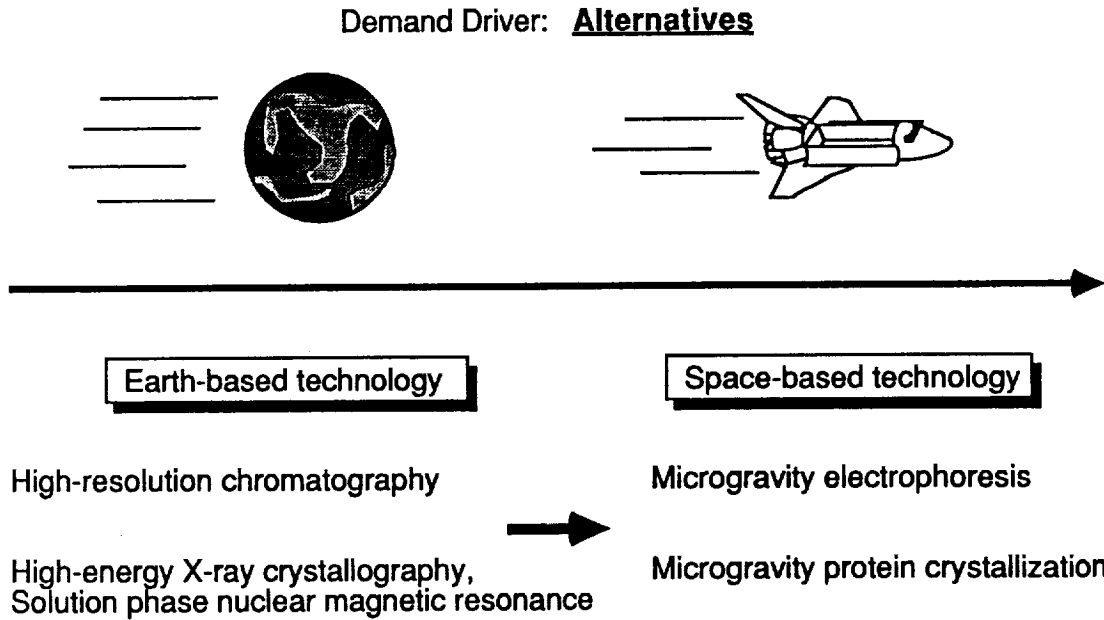 Demand Driver: Alternatives
Earth-based technology
Space-based technology
High-resolution chromatography
Microgravity electrophoresis
High-energy X-ray crystallography,
Solution phase nuclear magnetic resonance
Microgravity protein crystallization